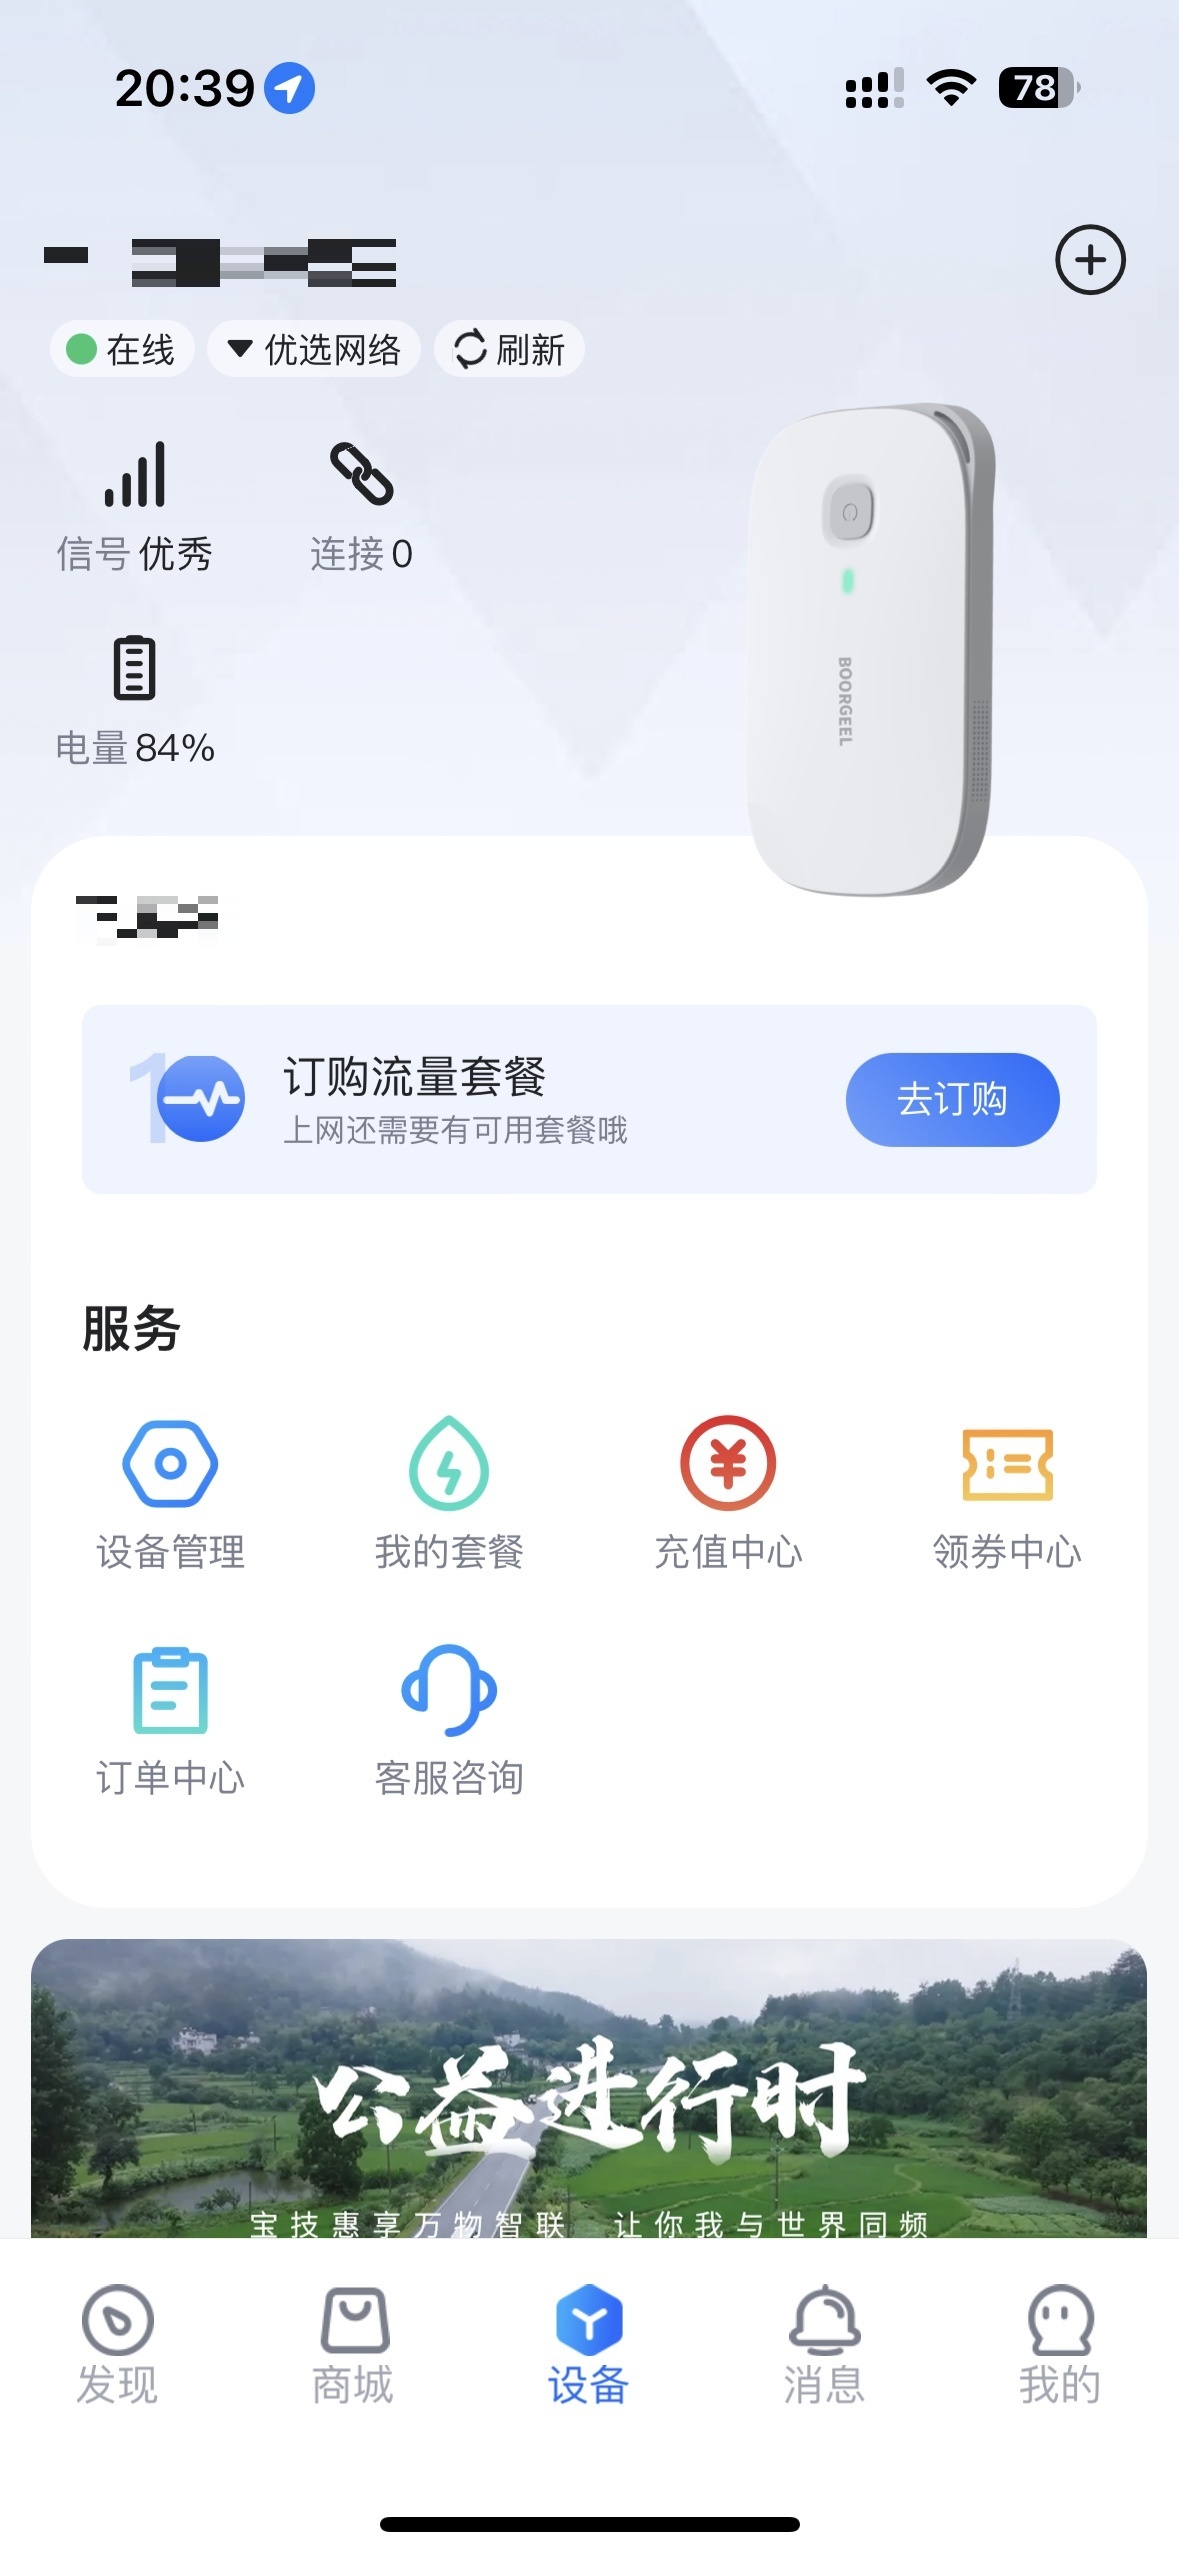 20:39
78
在线
优选网络
刷新
信号 优秀
连接 0
电量 84%
BOORGEEL
订购流量套餐
上网还需要有可用套餐哦
去订购
服务
设备管理
我的套餐
充值中心
领券中心
订单中心
客服咨询
公益进行时
宝技惠享万物智联 让你我与世界同频
发现
商城
设备
消息
我的